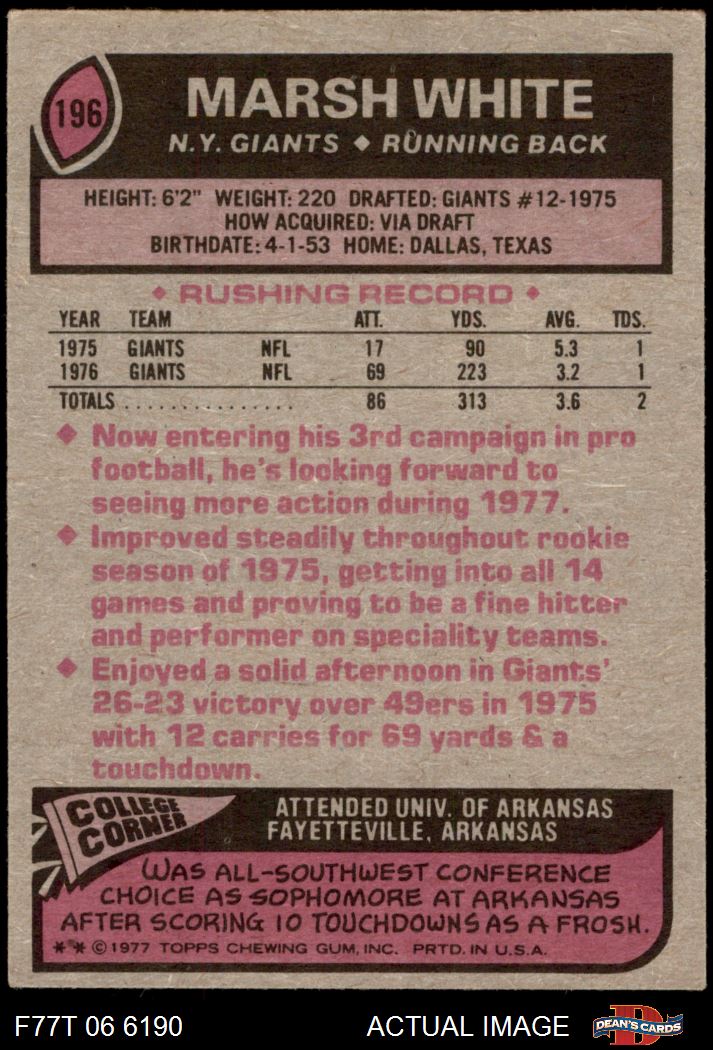 196
MARSH WHITE
N.Y. GIANTS ◆ RUNNING BACK
HEIGHT: 6'2" WEIGHT: 220 DRAFTED: GIANTS #12-1975
HOW ACQUIRED: VIA DRAFT
BIRTHDATE: 4-1-53 HOME: DALLAS, TEXAS
◆ RUSHING RECORD ◆
YEAR TEAM ATT. YDS. AVG. TDS.
1975 GIANTS NFL 17 90 5.3 1
1976 GIANTS NFL 69 223 3.2 1
TOTALS ............... 86 313 3.6 2
◆ Now entering his 3rd campaign in pro
football, he's looking forward to
seeing more action during 1977.
◆ Improved steadily throughout rookie
season of 1975, getting into all 14
games and proving to be a fine hitter
and performer on speciality teams.
◆ Enjoyed a solid afternoon in Giants'
26-23 victory over 49ers in 1975
with 12 carries for 69 yards & a
touchdown.
COLLEGE
CORNER
ATTENDED UNIV. OF ARKANSAS
FAYETTEVILLE, ARKANSAS
WAS ALL-SOUTHWEST CONFERENCE
CHOICE AS SOPHOMORE AT ARKANSAS
AFTER SCORING 10 TOUCHDOWNS AS A FROSH.
** © 1977 TOPPS CHEWING GUM, INC. PRTD. IN U.S.A.
F77T 06 6190 ACTUAL IMAGE
D
DEAN'S CARDS